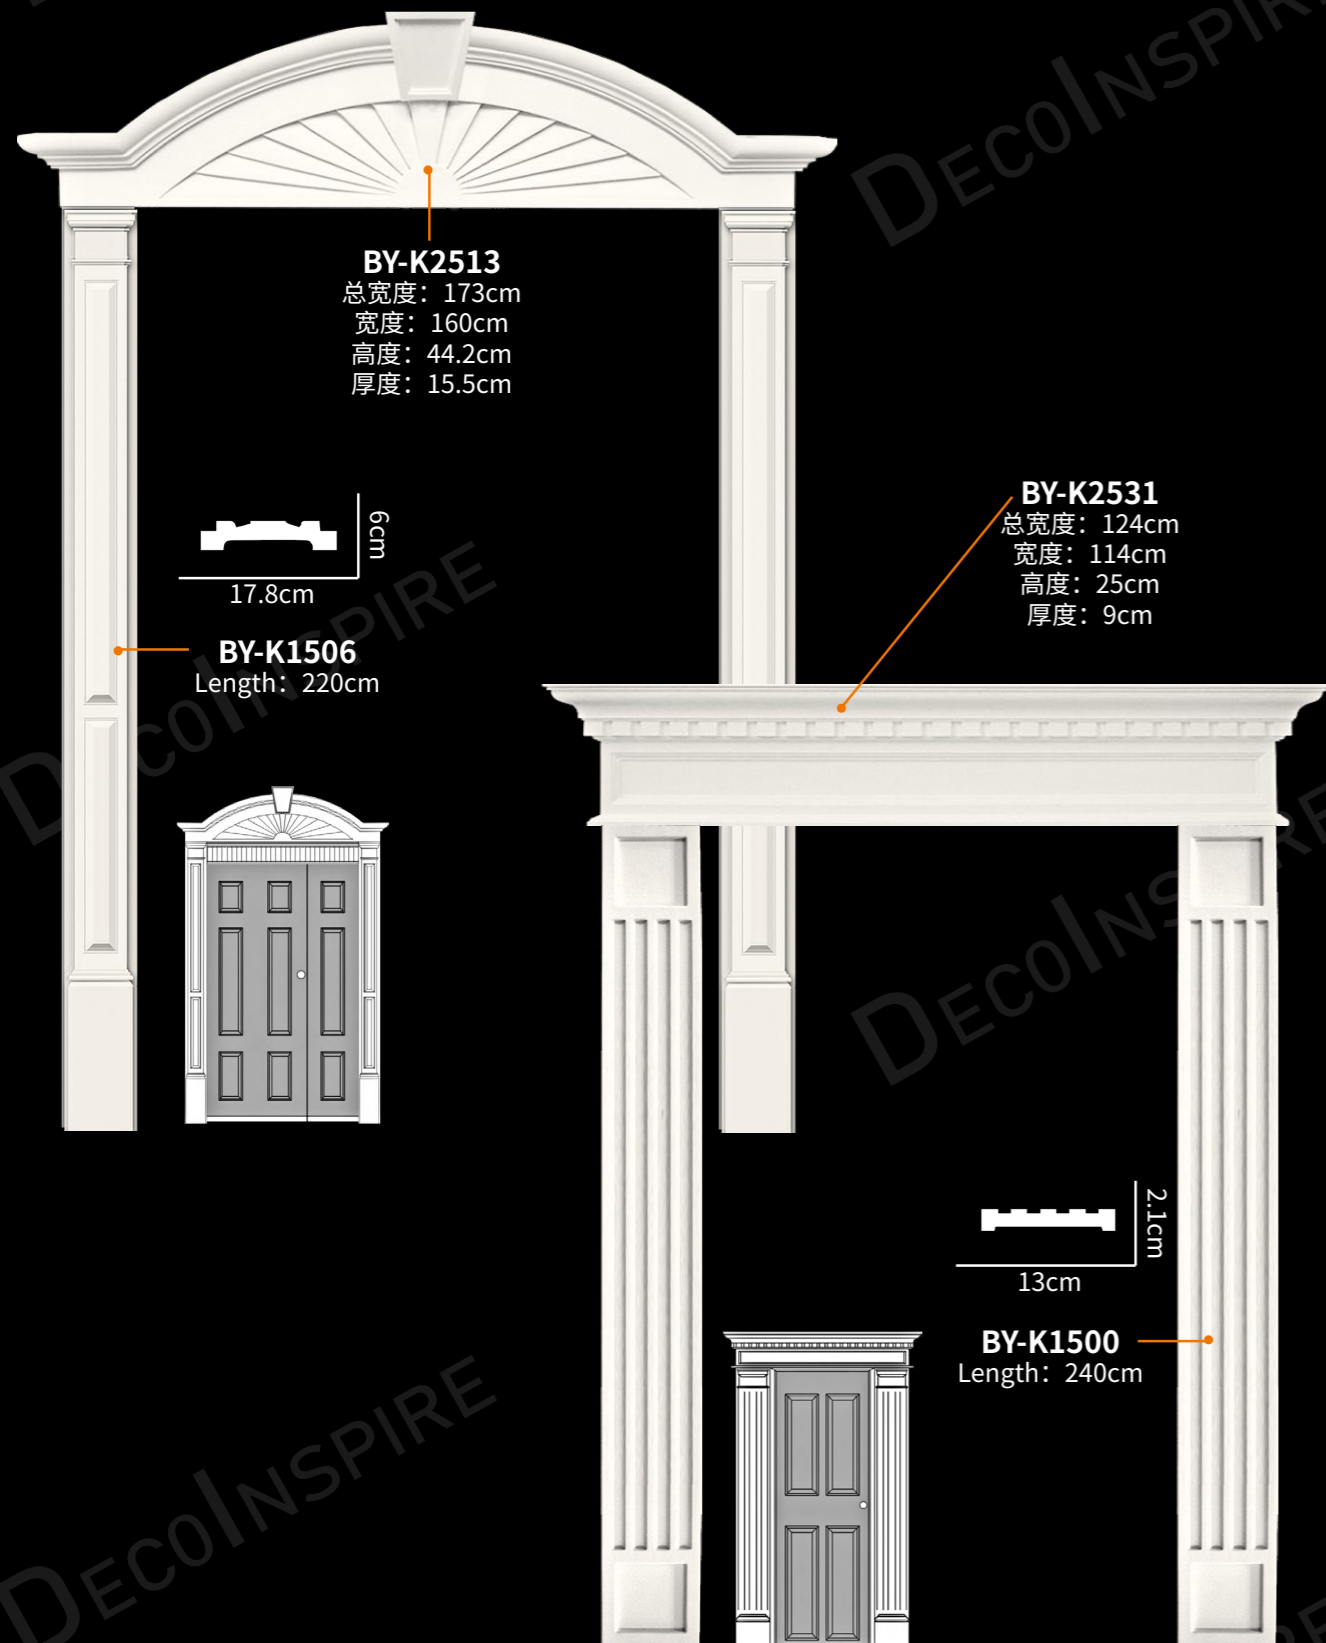 DECOINSPIRE
BY-K2513
总宽度：173cm
宽度：160cm
高度：44.2cm
厚度：15.5cm
BY-K2531
总宽度：124cm
宽度：114cm
高度：25cm
厚度：9cm
6cm
17.8cm
DECOINSPIRE
BY-K1506
Length：220cm
DECOINSPIRE
2.1cm
13cm
BY-K1500
Length：240cm
DECOINSPIRE